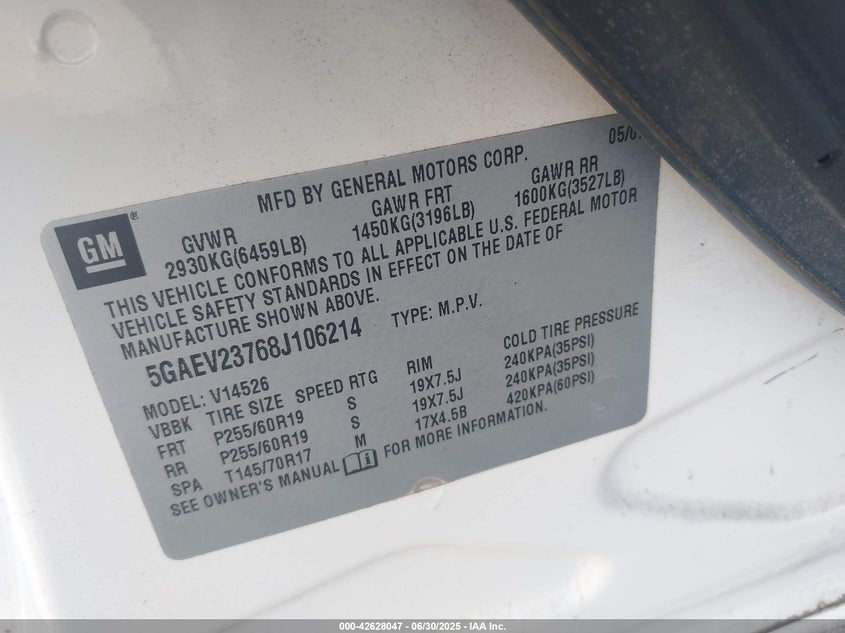 05/0
MFD BY GENERAL MOTORS CORP.
GM®
GVWR GAWR FRT GAWR RR
2930KG(6459LB) 1450KG(3196LB) 1600KG(3527LB)
THIS VEHICLE CONFORMS TO ALL APPLICABLE U.S. FEDERAL MOTOR
VEHICLE SAFETY STANDARDS IN EFFECT ON THE DATE OF
MANUFACTURE SHOWN ABOVE.
5GAEV23768J106214 TYPE: M.P.V.
MODEL: V14526
VBBK TIRE SIZE SPEED RTG RIM COLD TIRE PRESSURE
FRT P255/60R19 S 19X7.5J 240KPA(35PSI)
RR P255/60R19 S 19X7.5J 240KPA(35PSI)
SPA T145/70R17 M 17X4.5B 420KPA(60PSI)
SEE OWNER'S MANUAL FOR MORE INFORMATION.
000-42628047 - 06/30/2025 - IAA Inc.